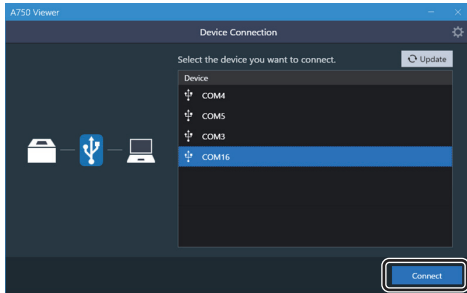 A750 Viewer
Device Connection
Select the device you want to connect.
Update
Device
COM4
COM5
COM3
COM16
Connect